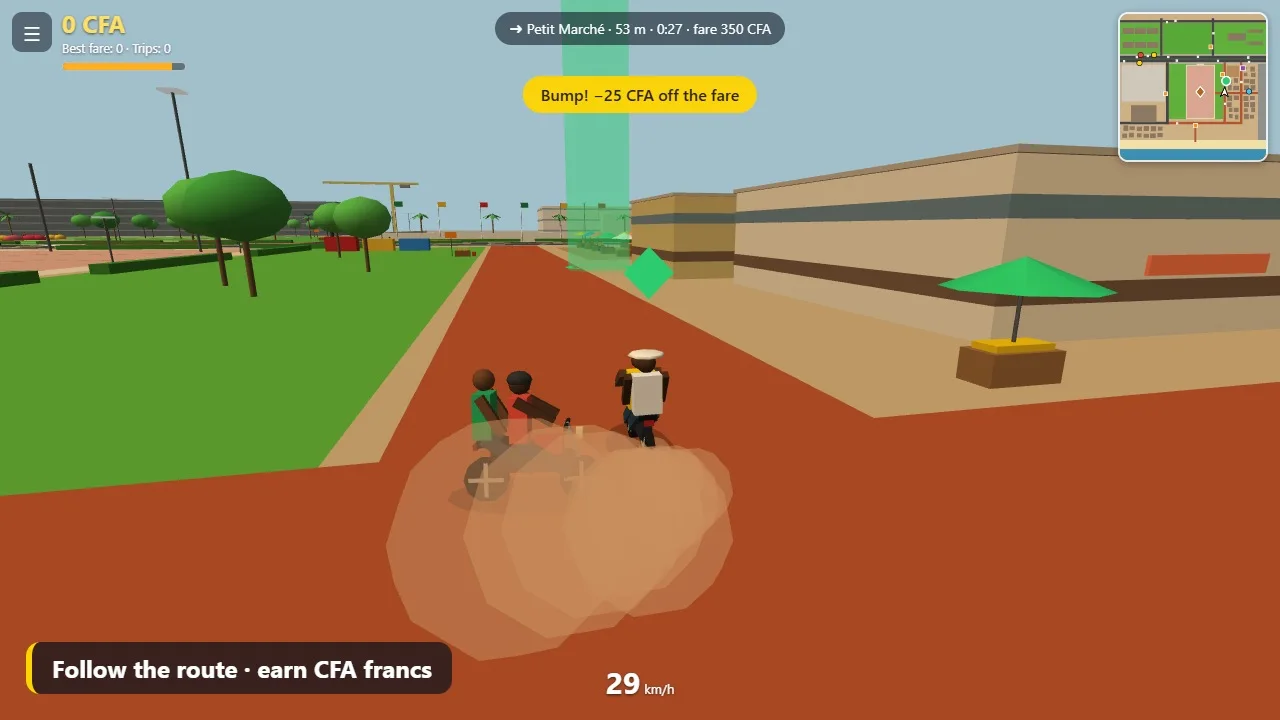 ☰
0 CFA
Best fare: 0 · Trips: 0
→ Petit Marché · 53 m · 0:27 · fare 350 CFA
Bump! −25 CFA off the fare
Follow the route · earn CFA francs
29 km/h